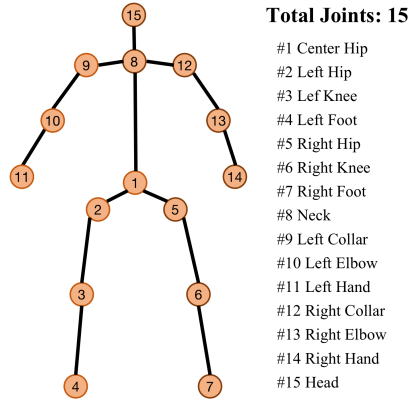 Total Joints: 15
15
9
8
12
10
13
11
14
1
2
5
3
6
4
7
#1 Center Hip
#2 Left Hip
#3 Lef Knee
#4 Left Foot
#5 Right Hip
#6 Right Knee
#7 Right Foot
#8 Neck
#9 Left Collar
#10 Left Elbow
#11 Left Hand
#12 Right Collar
#13 Right Elbow
#14 Right Hand
#15 Head